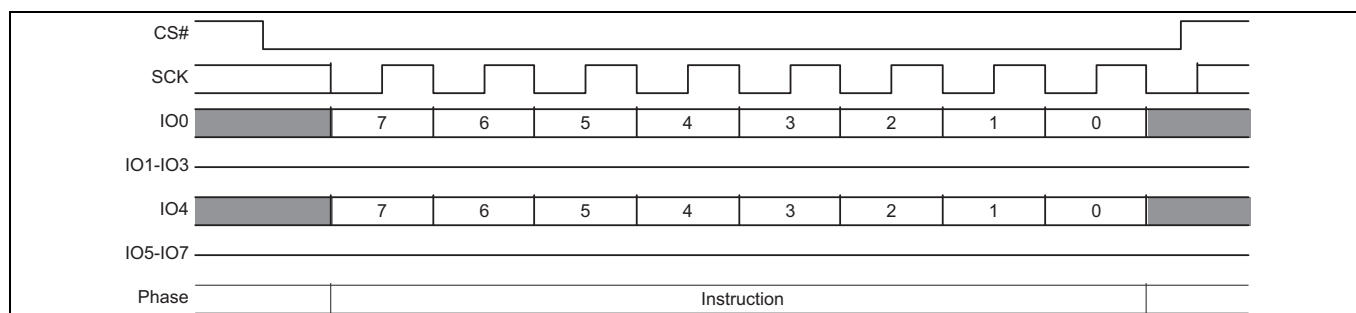 CS#
SCK
IO0 7 6 5 4 3 2 1 0
IO1-IO3
IO4 7 6 5 4 3 2 1 0
IO5-IO7
Phase Instruction